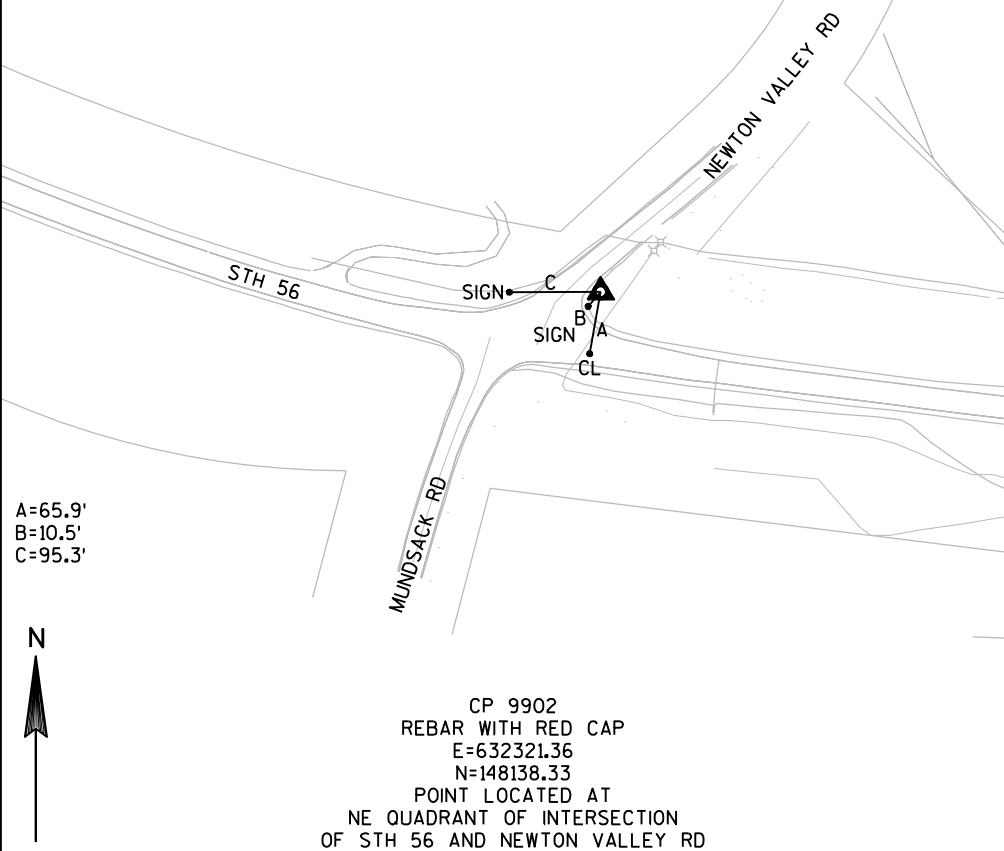 NEWTON VALLEY RD
STH 56
SIGN
C
B
A
SIGN
CL
MUNDSACK RD
A=65.9'
B=10.5'
C=95.3'
N
CP 9902
REBAR WITH RED CAP
E=632321.36
N=148138.33
POINT LOCATED AT
NE QUADRANT OF INTERSECTION
OF STH 56 AND NEWTON VALLEY RD